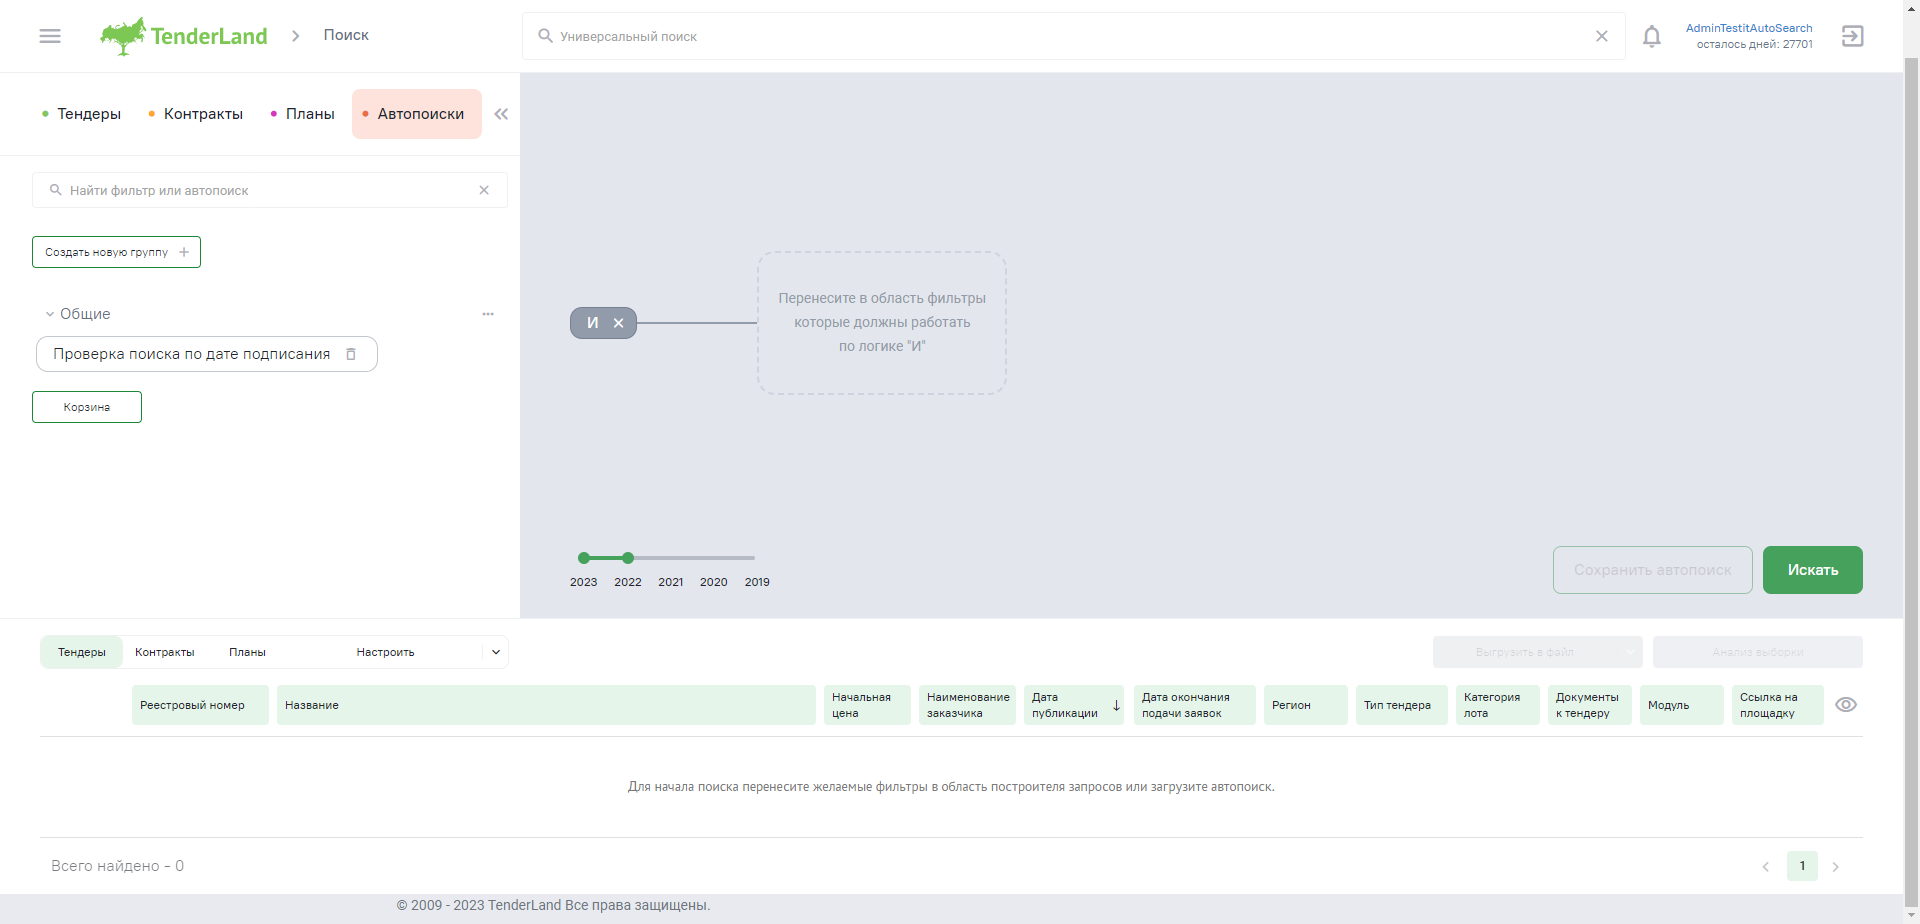 TenderLand
Поиск
Универсальный поиск
AdminTestitAutoSearch
осталось дней: 27701
Тендеры
Контракты
Планы
Автопоиски
Найти фильтр или автопоиск
Создать новую группу
Общие
Проверка поиска по дате подписания
Корзина
И
Перенесите в область фильтры
которые должны работать
по логике "И"
2023 2022 2021 2020 2019
Сохранить автопоиск
Искать
Тендеры
Контракты
Планы
Настроить
Выгрузить в файл
Анализ выборки
Реестровый номер
Название
Начальная
цена
Наименование
заказчика
Дата
публикации
Дата окончания
подачи заявок
Регион
Тип тендера
Категория
лота
Документы
к тендеру
Модуль
Ссылка на
площадку
Для начала поиска перенесите желаемые фильтры в область построителя запросов или загрузите автопоиск.
Всего найдено - 0
1
© 2009 - 2023 TenderLand Все права защищены.